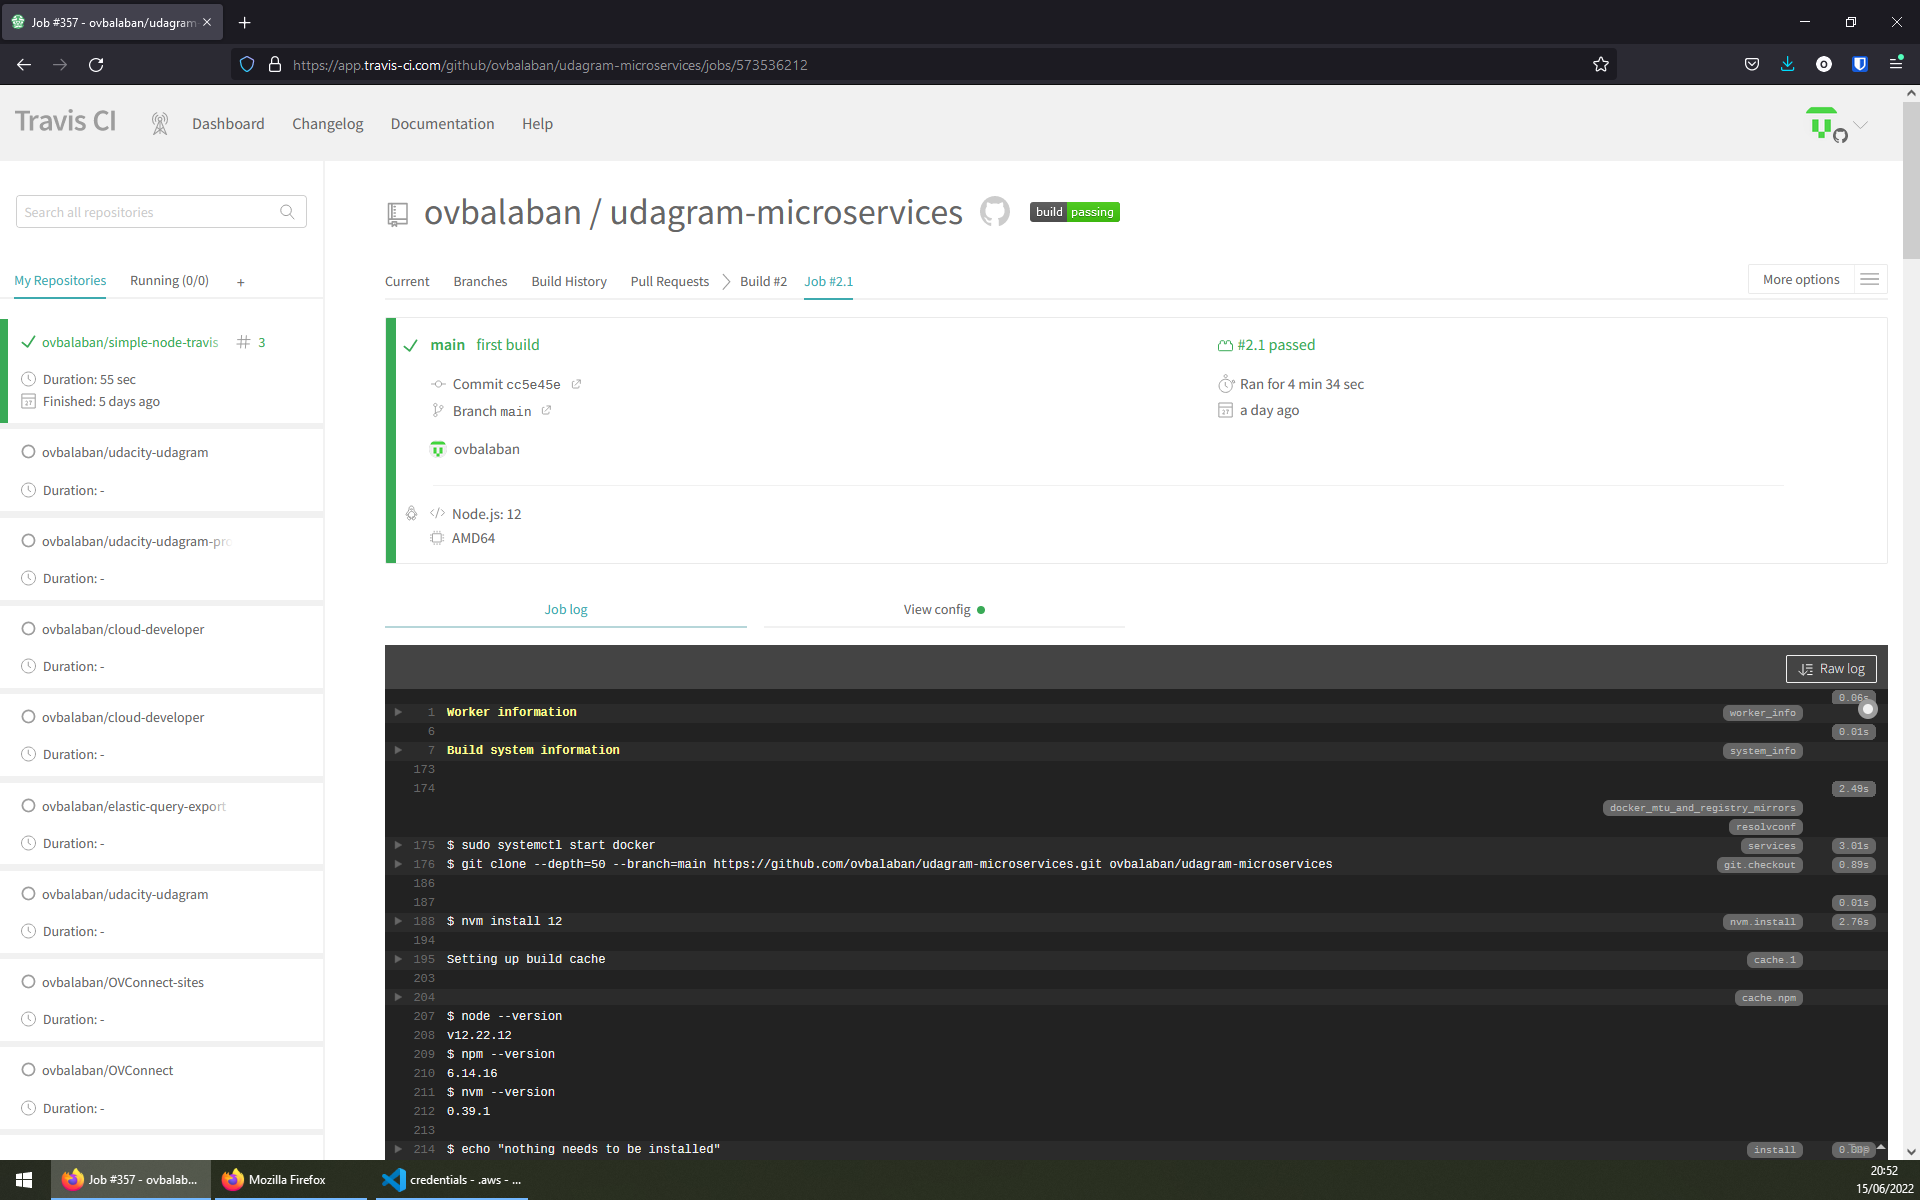 Job #357 - ovbalaban/udagram-
https://app.travis-ci.com/github/ovbalaban/udagram-microservices/jobs/573536212
Travis CI
Dashboard
Changelog
Documentation
Help
Search all repositories
My Repositories
Running (0/0)
+
ovbalaban/simple-node-travis
# 3
Duration: 55 sec
Finished: 5 days ago
ovbalaban/udacity-udagram
Duration: -
ovbalaban/udacity-udagram-pro
Duration: -
ovbalaban/cloud-developer
Duration: -
ovbalaban/cloud-developer
Duration: -
ovbalaban/elastic-query-export
Duration: -
ovbalaban/udacity-udagram
Duration: -
ovbalaban/OVConnect-sites
Duration: -
ovbalaban/OVConnect
Duration: -
ovbalaban / udagram-microservices
build passing
Current
Branches
Build History
Pull Requests
Build #2
Job #2.1
More options
main first build
Commit cc5e45e
Branch main
ovbalaban
#2.1 passed
Ran for 4 min 34 sec
a day ago
Node.js: 12
AMD64
Job log
View config
Raw log
0.06s
1 Worker information worker_info
6 0.01s
7 Build system information system_info
173
174 2.49s
docker_mtu_and_registry_mirrors
resolvconf
175 $ sudo systemctl start docker services 3.01s
176 $ git clone --depth=50 --branch=main https://github.com/ovbalaban/udagram-microservices.git ovbalaban/udagram-microservices git.checkout 0.89s
186
187 0.01s
188 $ nvm install 12 nvm.install 2.76s
194
195 Setting up build cache cache.1
203
204 cache.npm
207 $ node --version
208 v12.22.12
209 $ npm --version
210 6.14.16
211 $ nvm --version
212 0.39.1
213
214 $ echo "nothing needs to be installed" install
Job #357 - ovbalab...
Mozilla Firefox
credentials - .aws - ...
20:52
15/06/2022